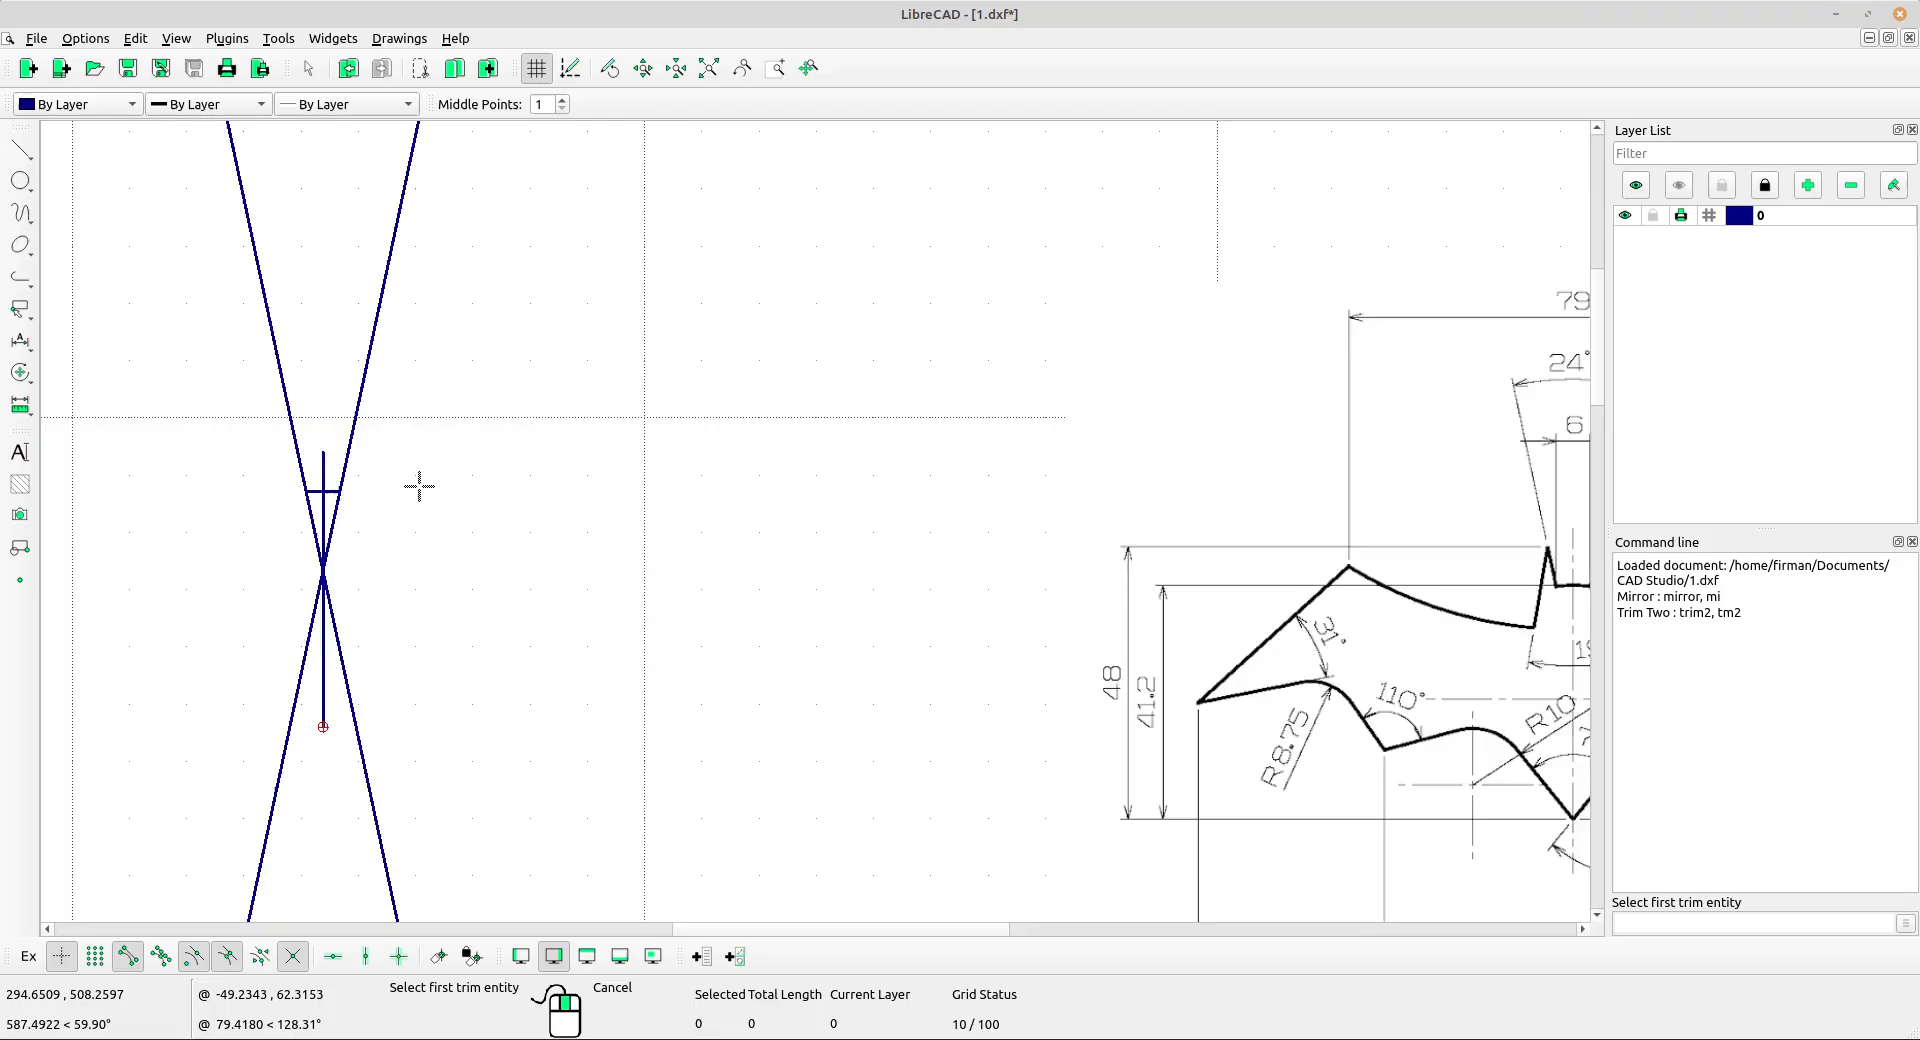 LibreCAD - [1.dxf*]
File Options Edit View Plugins Tools Widgets Drawings Help
By Layer By Layer By Layer Middle Points: 1
Layer List
Filter
0
79
24°
6
48
41.2
31°
110°
R8.75
R10
Command line
Loaded document: /home/firman/Documents/
CAD Studio/1.dxf
Mirror : mirror, mi
Trim Two : trim2, tm2
Select first trim entity
Ex
294.6509 , 508.2597
587.4922 < 59.90°
@ -49.2343 , 62.3153
@ 79.4180 < 128.31°
Select first trim entity
Cancel
Selected Total Length Current Layer Grid Status
0 0 0 10 / 100